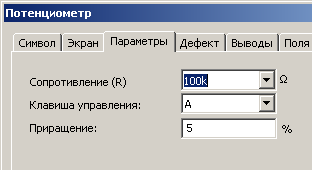 Потенциометр
Символ Экран Параметры Дефект Выводы Поля
Сопротивление (R) 100k Ω
Клавиша управления: A
Приращение: 5 %